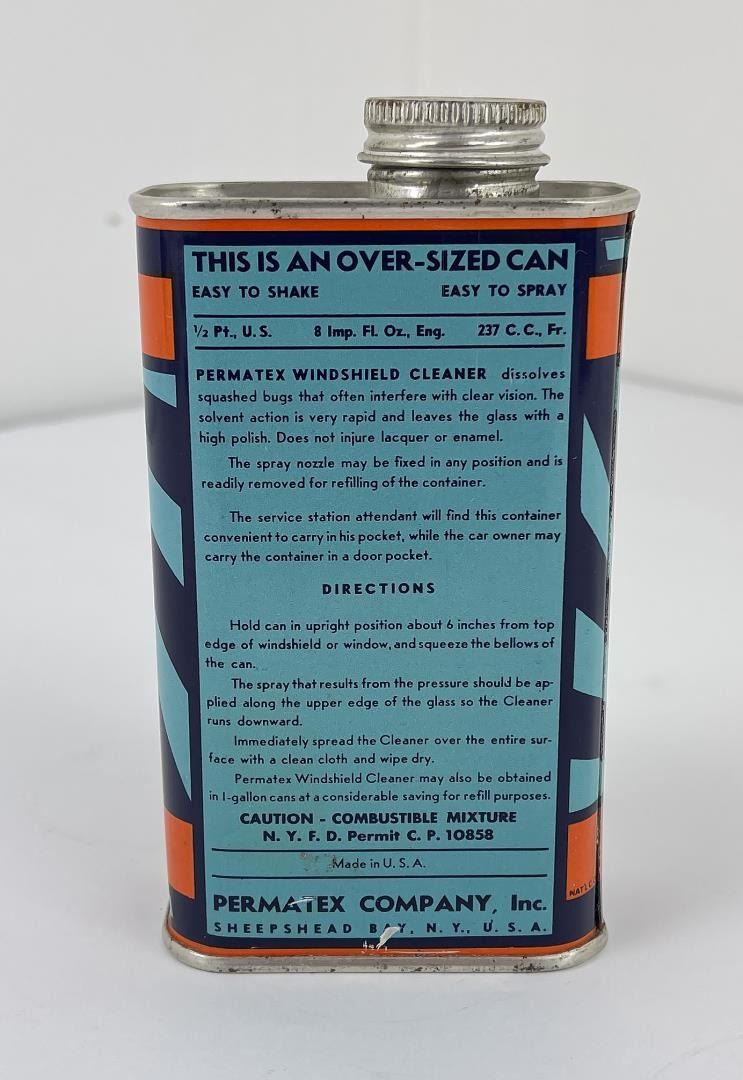 THIS IS AN OVER-SIZED CAN
EASY TO SHAKE EASY TO SPRAY
½ Pt., U. S. 8 Imp. Fl. Oz., Eng. 237 C. C., Fr.
PERMATEX WINDSHIELD CLEANER dissolves
squashed bugs that often interfere with clear vision. The
solvent action is very rapid and leaves the glass with a
high polish. Does not injure lacquer or enamel.
The spray nozzle may be fixed in any position and is
readily removed for refilling of the container.
The service station attendant will find this container
convenient to carry in his pocket, while the car owner may
carry the container in a door pocket.
DIRECTIONS
Hold can in upright position about 6 inches from top
edge of windshield or window, and squeeze the bellows of
the can.
The spray that results from the pressure should be ap-
plied along the upper edge of the glass so the Cleaner
runs downward.
Immediately spread the Cleaner over the entire sur-
face with a clean cloth and wipe dry.
Permatex Windshield Cleaner may also be obtained
in 1-gallon cans at a considerable saving for refill purposes.
CAUTION - COMBUSTIBLE MIXTURE
N. Y. F. D. Permit C. P. 10858
Made in U. S. A.
PERMATEX COMPANY, Inc.
SHEEPSHEAD BAY, N. Y., U. S. A.